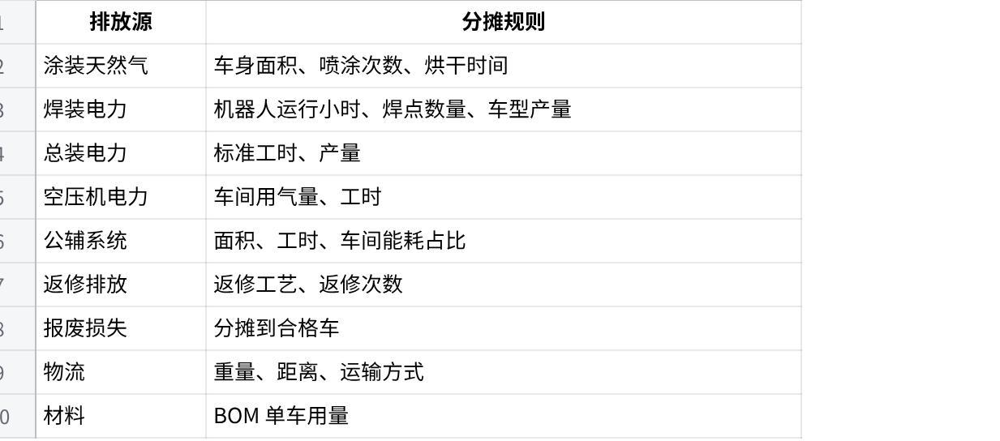 1 排放源 分摊规则
2 涂装天然气 车身面积、喷涂次数、烘干时间
3 焊装电力 机器人运行小时、焊点数量、车型产量
4 总装电力 标准工时、产量
5 空压机电力 车间用气量、工时
6 公辅系统 面积、工时、车间能耗占比
7 返修排放 返修工艺、返修次数
8 报废损失 分摊到合格车
9 物流 重量、距离、运输方式
0 材料 BOM 单车用量